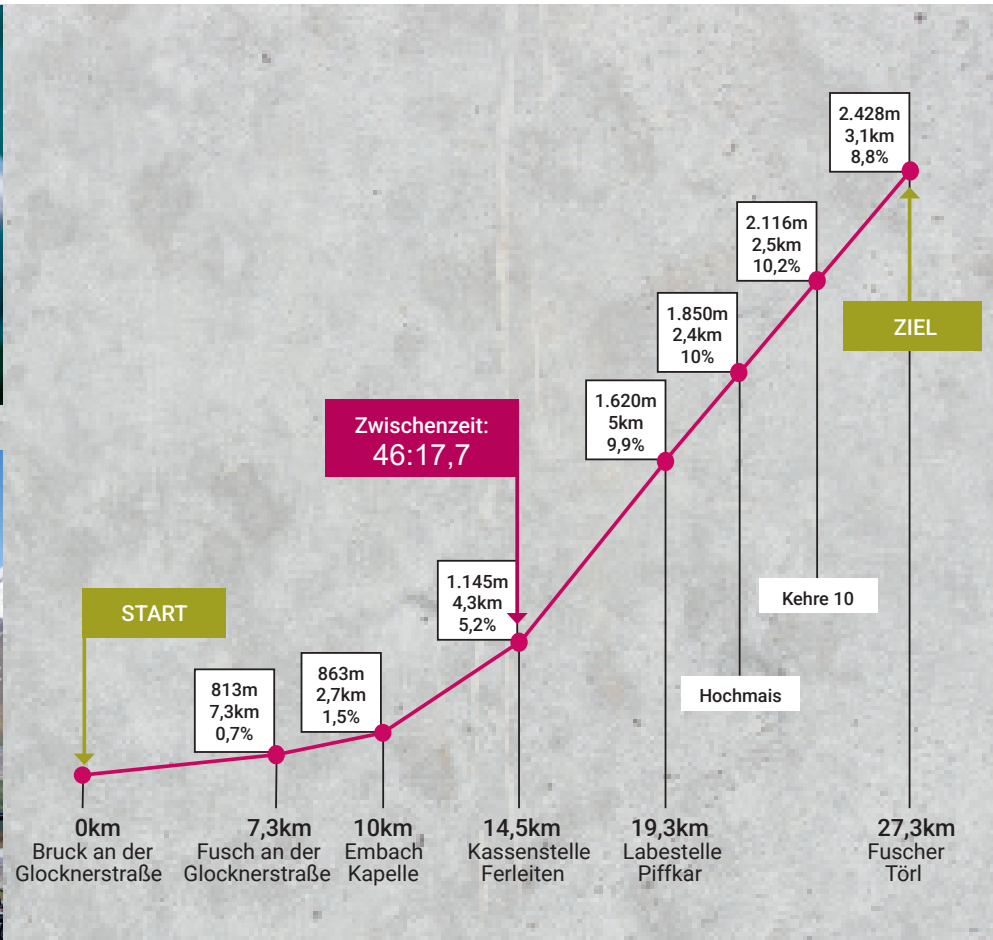 2.428m
3,1km
8,8%
2.116m
2,5km
10,2%
1.850m
2,4km
10%
ZIEL
1.620m
5km
9,9%
Zwischenzeit:
46:17,7
1.145m
4,3km
5,2%
START
Kehre 10
863m
2,7km
1,5%
813m
7,3km
0,7%
Hochmais
0km
Bruck an der
Glocknerstraße
7,3km
Fusch an der
Glocknerstraße
10km
Embach
Kapelle
14,5km
Kassenstelle
Ferleiten
19,3km
Labestelle
Piffkar
27,3km
Fuscher
Törl